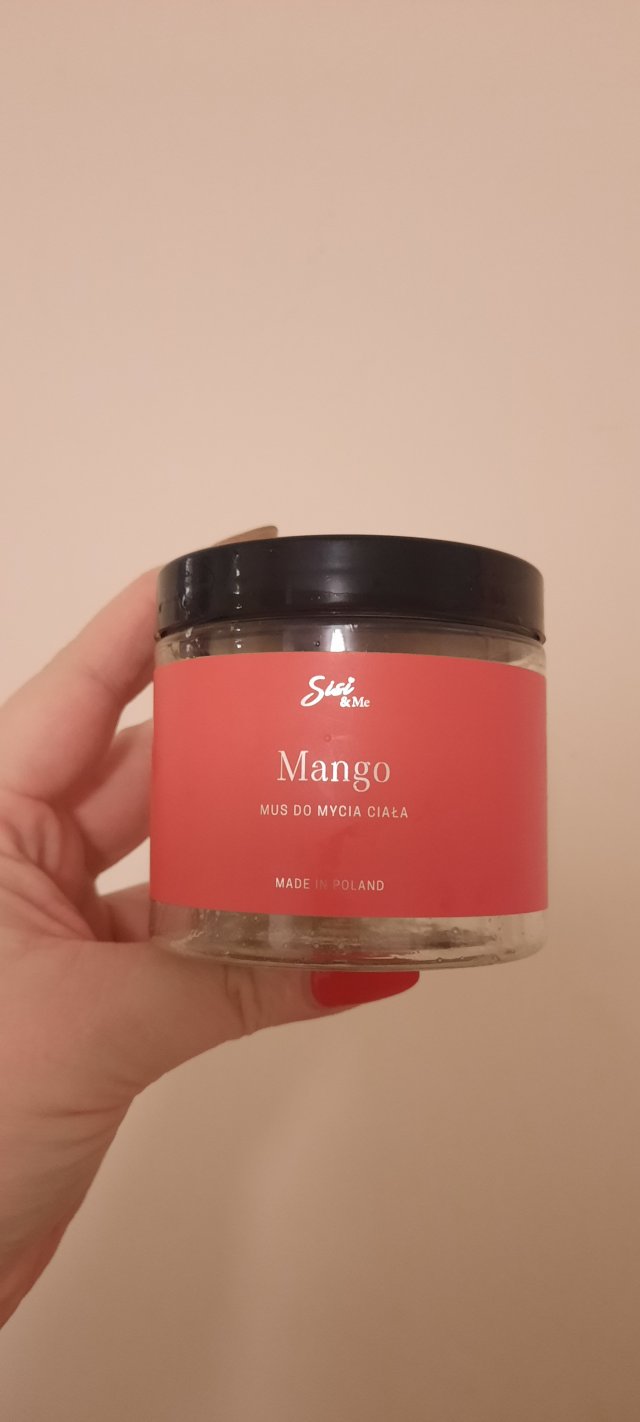 Sisi
& Me
Mango
MUS DO MYCIA CIAŁA
MADE IN POLAND